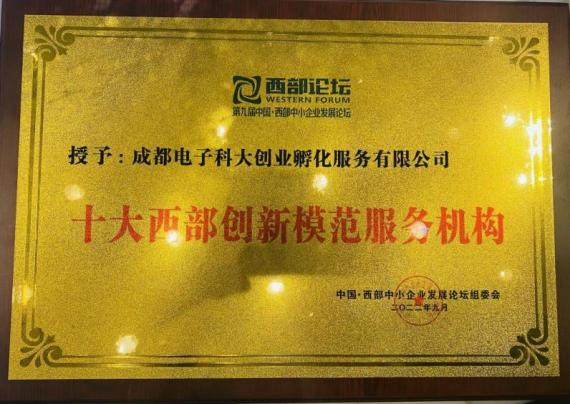 西部论坛
WESTERN FORUM
第九届中国·西部中小企业发展论坛
授予：成都电子科大创业孵化服务有限公司
十大西部创新模范服务机构
中国·西部中小企业发展论坛组委会
二〇二二年九月